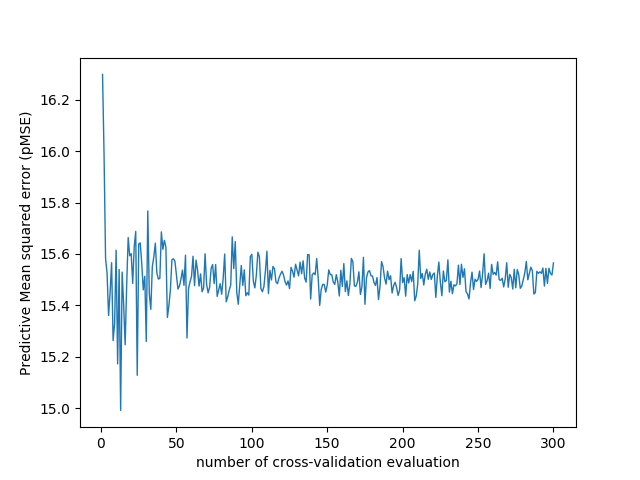 Predictive Mean squared error (pMSE)
16.2
16.0
15.8
15.6
15.4
15.2
15.0
0 50 100 150 200 250 300
number of cross-validation evaluation